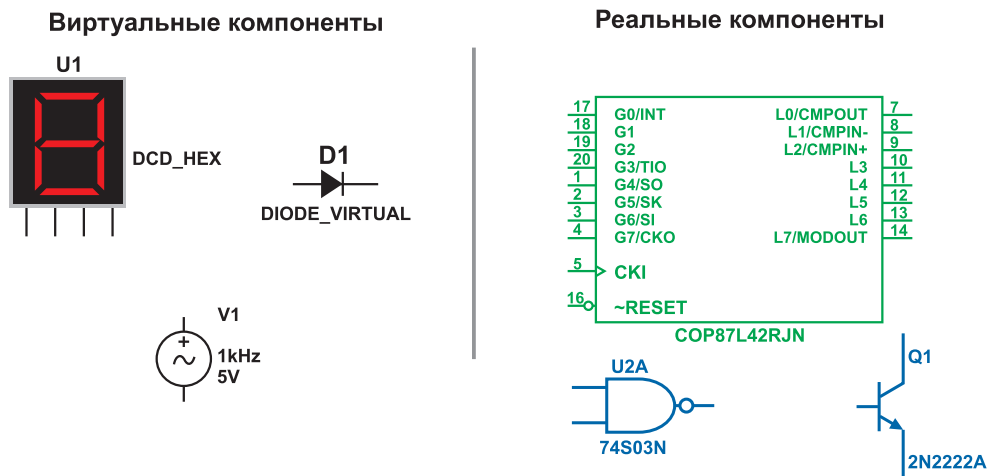 Виртуальные компоненты
U1
DCD_HEX
D1
DIODE_VIRTUAL
V1
1kHz
5V
Реальные компоненты
17 G0/INT L0/CMPOUT 7
18 G1 L1/CMPIN- 8
19 G2 L2/CMPIN+ 9
20 G3/TIO L3 10
1 G4/SO L4 11
2 G5/SK L5 12
3 G6/SI L6 13
4 G7/CKO L7/MODOUT 14
5 CKI
16 ~RESET
COP87L42RJN
U2A
74S03N
Q1
2N2222A